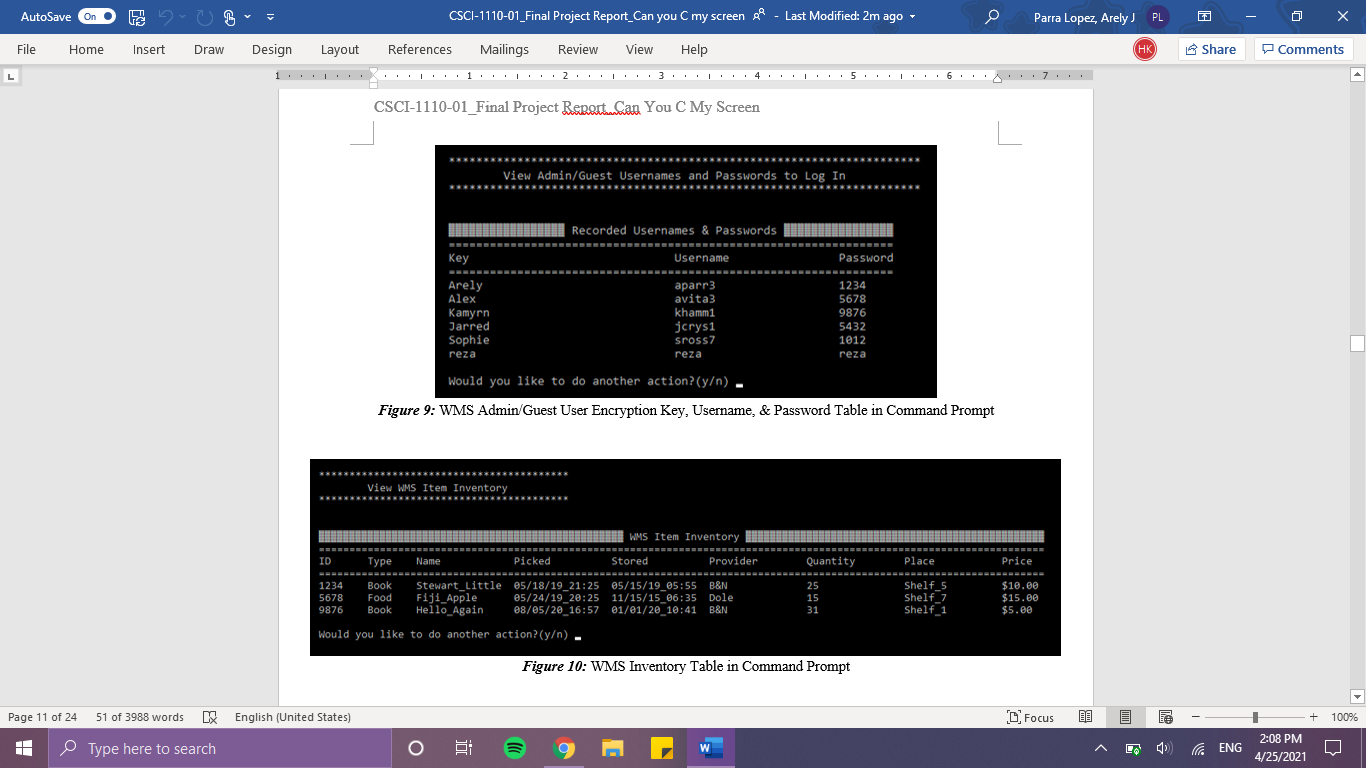 AutoSave On CSCI-1110-01_Final Project Report_Can you C my screen - Last Modified: 2m ago Parra Lopez, Arely J PL
File Home Insert Draw Design Layout References Mailings Review View Help HK Share Comments
1 1 2 3 4 5 6 7
CSCI-1110-01_Final Project Report_Can You C My Screen
**********************************************************************
View Admin/Guest Usernames and Passwords to Log In
**********************************************************************
Recorded Usernames & Passwords
=================================================================
Key Username Password
=================================================================
Arely aparr3 1234
Alex avita3 5678
Kamyrn khamm1 9876
Jarred jcrys1 5432
Sophie sross7 1012
reza reza reza
Would you like to do another action?(y/n)
Figure 9: WMS Admin/Guest User Encryption Key, Username, & Password Table in Command Prompt
*****************************************
View WMS Item Inventory
*****************************************
WMS Item Inventory
=======================================================================================================================
ID Type Name Picked Stored Provider Quantity Place Price
=======================================================================================================================
1234 Book Stewart_Little 05/18/19_21:25 05/15/19_05:55 B&N 25 Shelf_5 $10.00
5678 Food Fiji_Apple 05/24/19_20:25 11/15/15_06:35 Dole 15 Shelf_7 $15.00
9876 Book Hello_Again 08/05/20_16:57 01/01/20_10:41 B&N 31 Shelf_1 $5.00
Would you like to do another action?(y/n)
Figure 10: WMS Inventory Table in Command Prompt
Page 11 of 24 51 of 3988 words English (United States) Focus 100%
Type here to search ENG 2:08 PM
4/25/2021